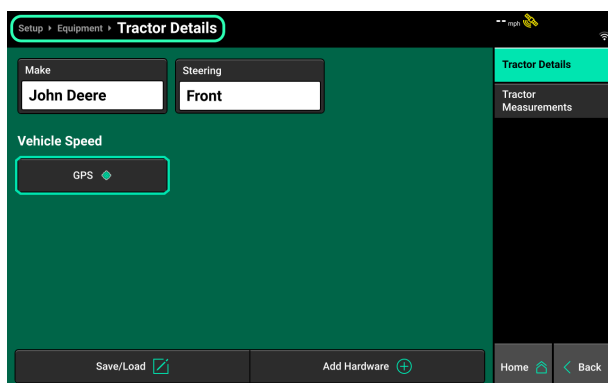 Setup › Equipment › Tractor Details
-- mph
Make
John Deere
Steering
Front
Vehicle Speed
GPS
Tractor Details
Tractor
Measurements
Save/Load
Add Hardware
Home
Back